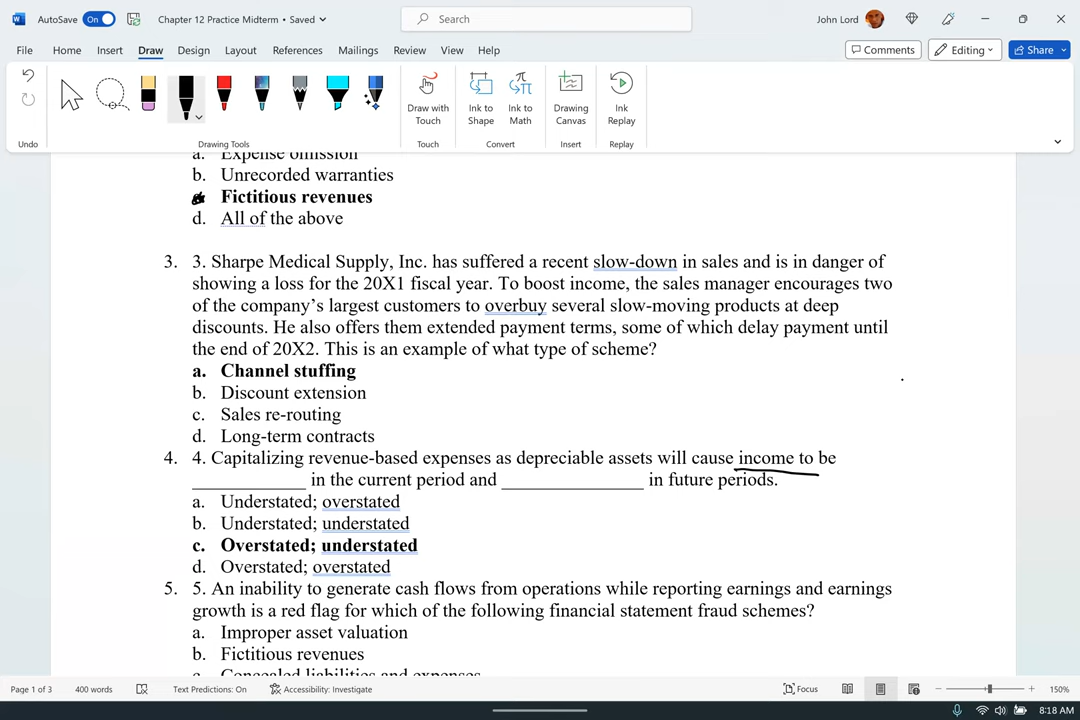 AutoSave On Chapter 12 Practice Midterm • Saved Search John Lord
File Home Insert Draw Design Layout References Mailings Review View Help Comments Editing Share
Draw with Touch
Ink to Shape
Ink to Math
Drawing Canvas
Ink Replay
Undo Drawing Tools Touch Convert Insert Replay
a. Expense omission
b. Unrecorded warranties
Fictitious revenues
d. All of the above
3. 3. Sharpe Medical Supply, Inc. has suffered a recent slow-down in sales and is in danger of
showing a loss for the 20X1 fiscal year. To boost income, the sales manager encourages two
of the company's largest customers to overbuy several slow-moving products at deep
discounts. He also offers them extended payment terms, some of which delay payment until
the end of 20X2. This is an example of what type of scheme?
a. Channel stuffing
b. Discount extension
c. Sales re-routing
d. Long-term contracts
4. 4. Capitalizing revenue-based expenses as depreciable assets will cause income to be
____________ in the current period and _______________ in future periods.
a. Understated; overstated
b. Understated; understated
c. Overstated; understated
d. Overstated; overstated
5. 5. An inability to generate cash flows from operations while reporting earnings and earnings
growth is a red flag for which of the following financial statement fraud schemes?
a. Improper asset valuation
b. Fictitious revenues
c. Concealed liabilities and expenses
Page 1 of 3 400 words Text Predictions: On Accessibility: Investigate Focus 150%
8:18 AM